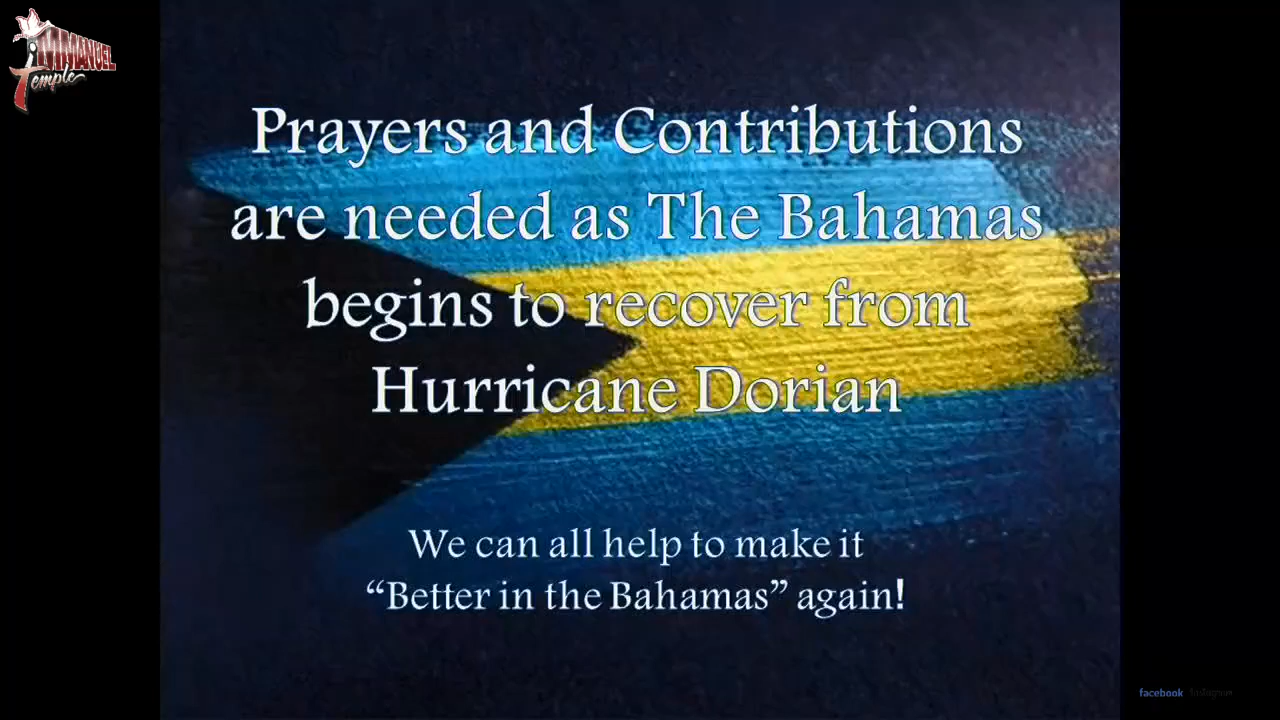 iMMANUEL
Temple
Prayers and Contributions
are needed as The Bahamas
begins to recover from
Hurricane Dorian
We can all help to make it
“Better in the Bahamas” again!
facebook Instagram